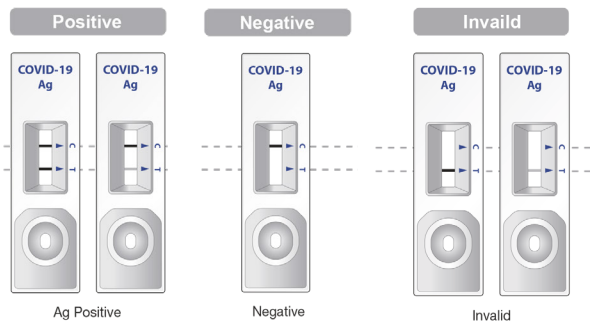 Positive
Negative
Invaild
COVID-19
Ag
COVID-19
Ag
COVID-19
Ag
COVID-19
Ag
COVID-19
Ag
C
T
C
T
C
T
C
T
C
T
Ag Positive
Negative
Invalid